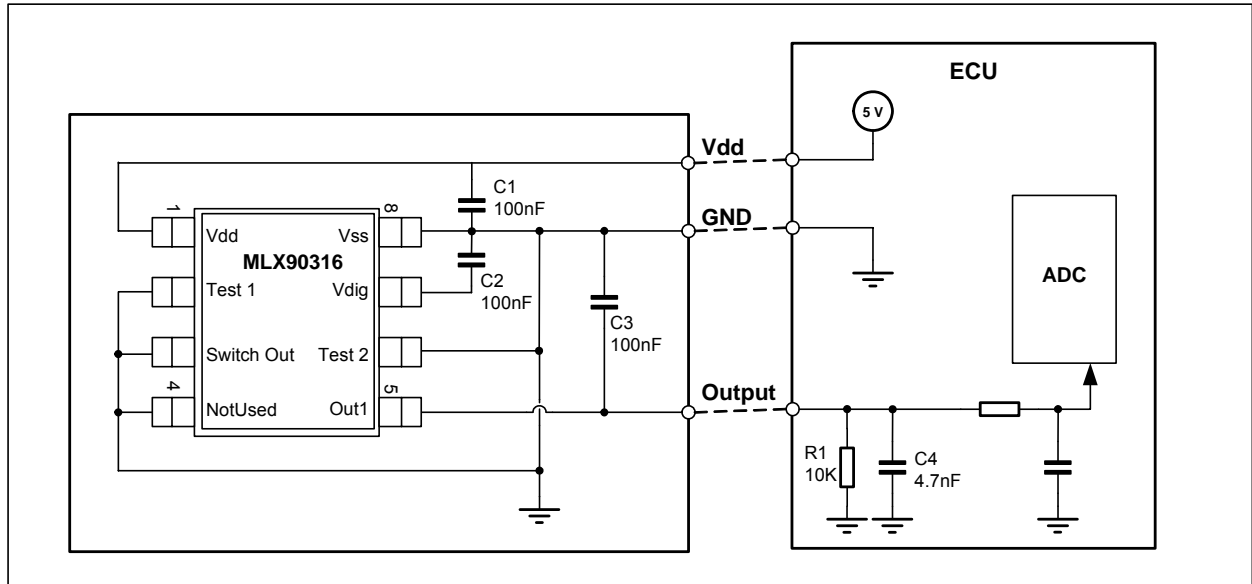 ECU
5 V
Vdd
C1
100nF
GND
1
8
Vdd
Vss
MLX90316
C2
100nF
ADC
Test 1
Vdig
C3
100nF
Switch Out
Test 2
4
5
Output
NotUsed
Out1
R1
10K
C4
4.7nF